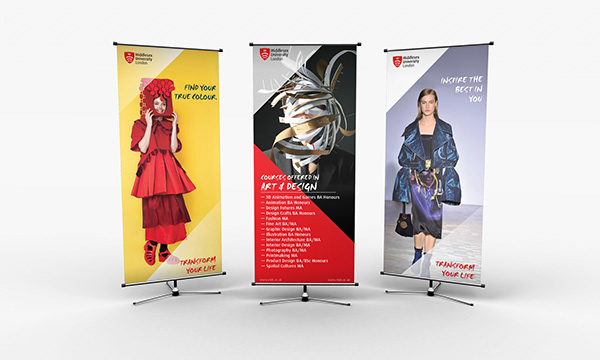 Middlesex
University
London
FIND YOUR
TRUE COLOUR.
TRANSFORM
YOUR LIFE
Middlesex
University
London
COURSES OFFERED IN
ART & DESIGN
— 3D Animation and Games BA Honours
— Animation BA Honours
— Design Futures MA
— Design Crafts BA Honours
— Fashion MA
— Fine Art BA/MA
— Graphic Design BA/MA
— Illustration BA Honours
— Interior Architecture BA/MA
— Interior Design BA/MA
— Photography BA/MA
— Printmaking MA
— Product Design BA/BSc Honours
— Spatial Cultures MA
Middlesex
University
London
INSPIRE THE
BEST IN
YOU
TRANSFORM
YOUR LIFE